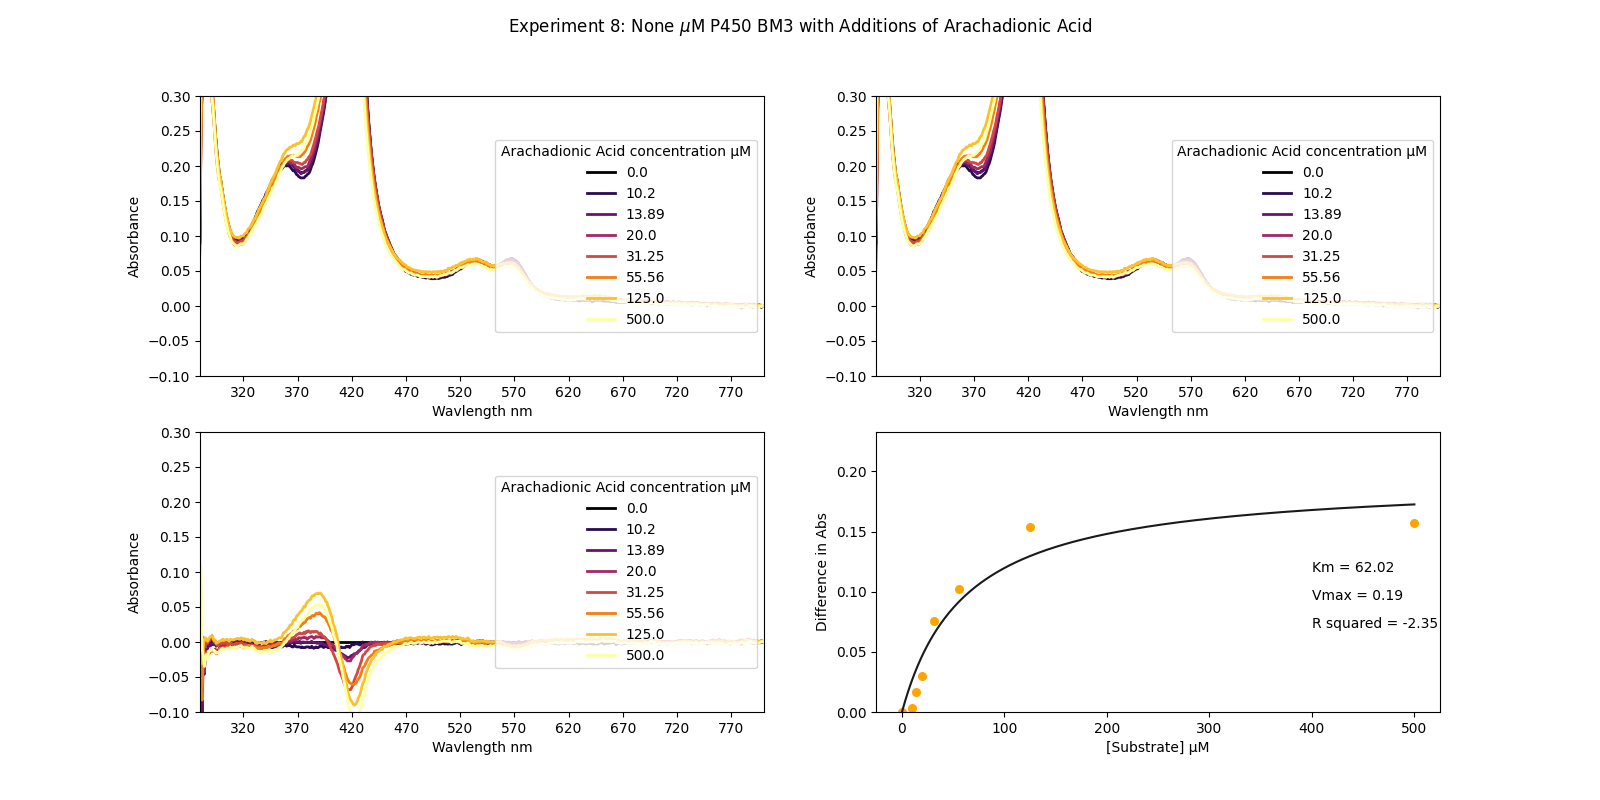 Experiment 8: None μM P450 BM3 with Additions of Arachadionic Acid
0.30
0.25
0.20
0.15
0.10
0.05
0.00
−0.05
−0.10
Absorbance
320 370 420 470 520 570 620 670 720 770
Wavlength nm
Arachadionic Acid concentration μM
0.0
10.2
13.89
20.0
31.25
55.56
125.0
500.0
0.30
0.25
0.20
0.15
0.10
0.05
0.00
−0.05
−0.10
Absorbance
320 370 420 470 520 570 620 670 720 770
Wavlength nm
Arachadionic Acid concentration μM
0.0
10.2
13.89
20.0
31.25
55.56
125.0
500.0
0.30
0.25
0.20
0.15
0.10
0.05
0.00
−0.05
−0.10
Absorbance
320 370 420 470 520 570 620 670 720 770
Wavlength nm
Arachadionic Acid concentration μM
0.0
10.2
13.89
20.0
31.25
55.56
125.0
500.0
0.20
0.15
0.10
0.05
0.00
Difference in Abs
0 100 200 300 400 500
[Substrate] μM
Km = 62.02
Vmax = 0.19
R squared = -2.35